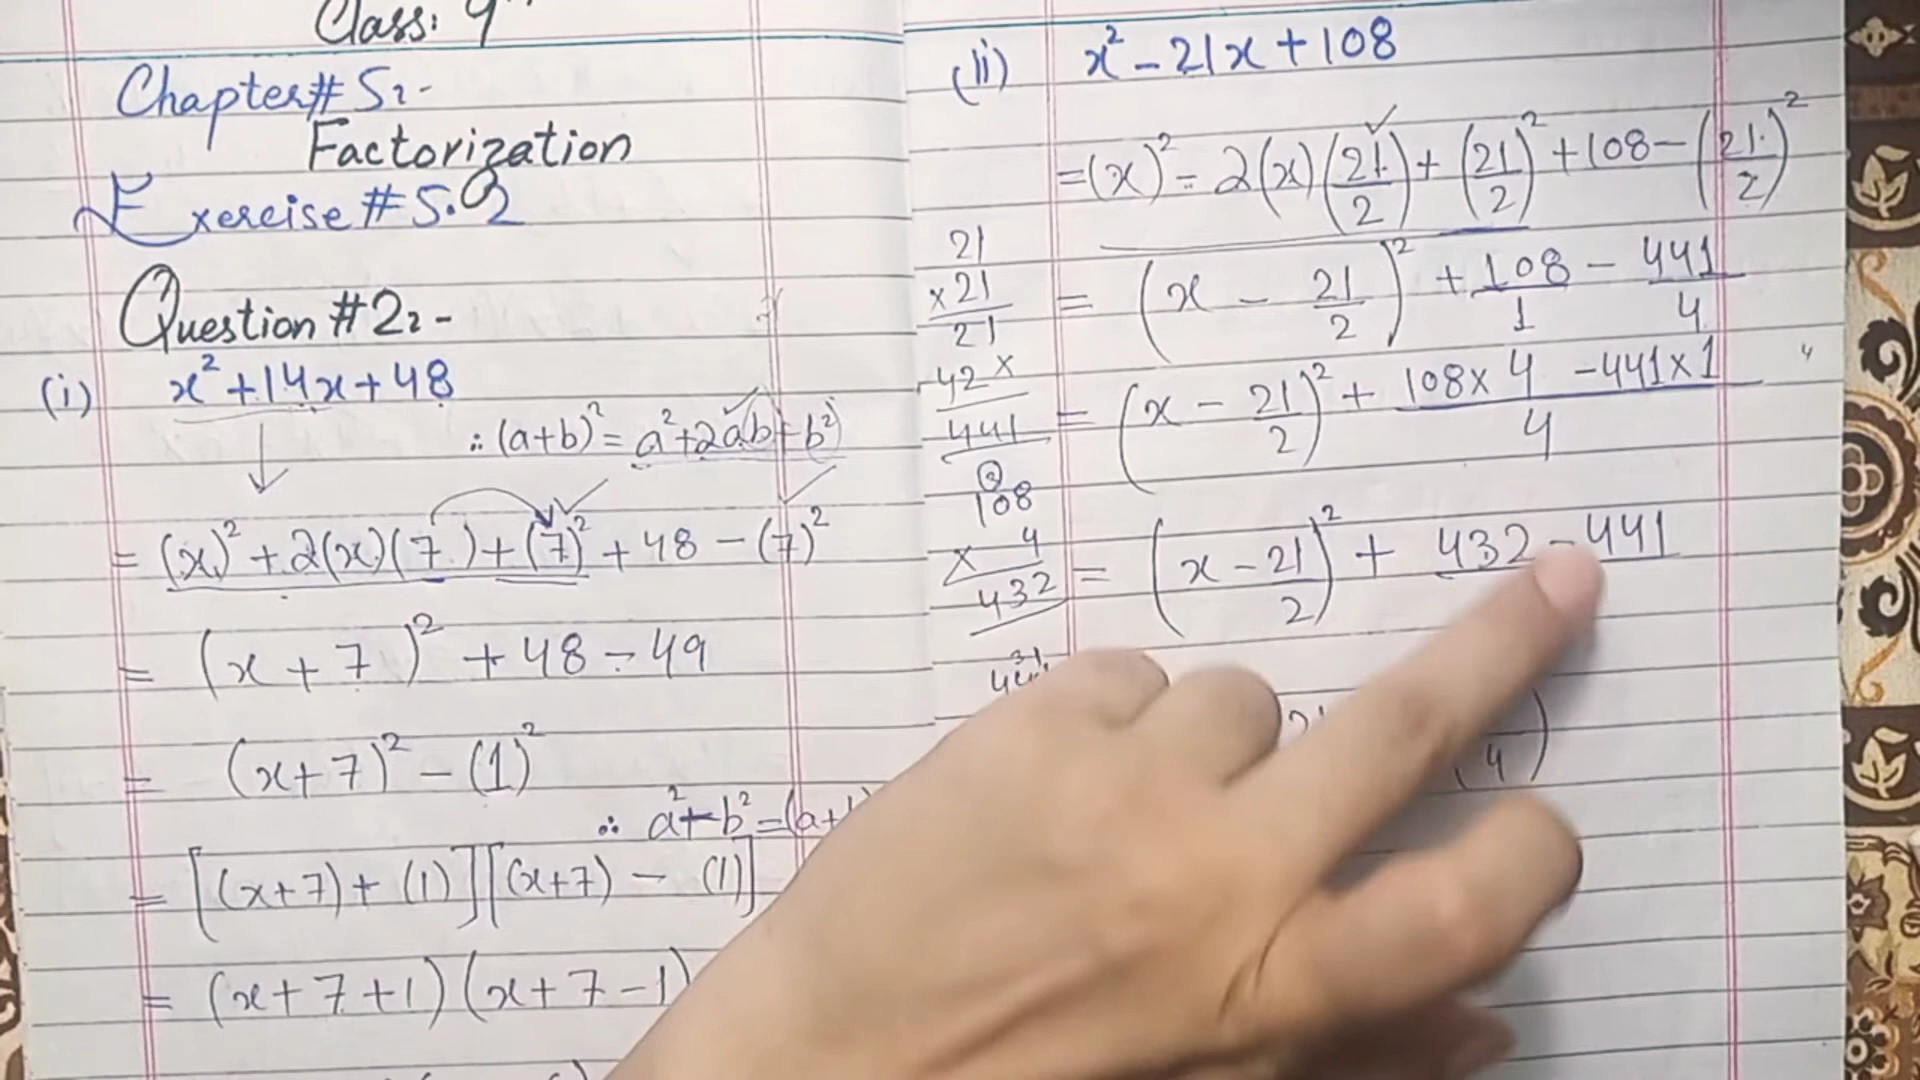 Class: 9th
Chapter# 5:-
Factorization
Exercise # 5.2
Question #2:-
(i) x² + 14x + 48
∴ (a+b)² = a² + 2ab + b²
= (x)² + 2(x)(7) + (7)² + 48 - (7)²
= (x + 7)² + 48 - 49
= (x+7)² - (1)²
∴ a² - b² = (a+
= [(x+7) + (1)][(x+7) - (1)]
= (x+7+1)(x+7-1)
(ii) x² - 21x + 108
= (x)² - 2(x)(21/2) + (21/2)² + 108 - (21/2)²
21
×21
21
42×
441
= (x - 21/2)² + 108/1 - 441/4
= (x - 21/2)² + 108×4 - 441×1 / 4
108
× 4
432
= (x - 21/2)² + 432 - 441
4